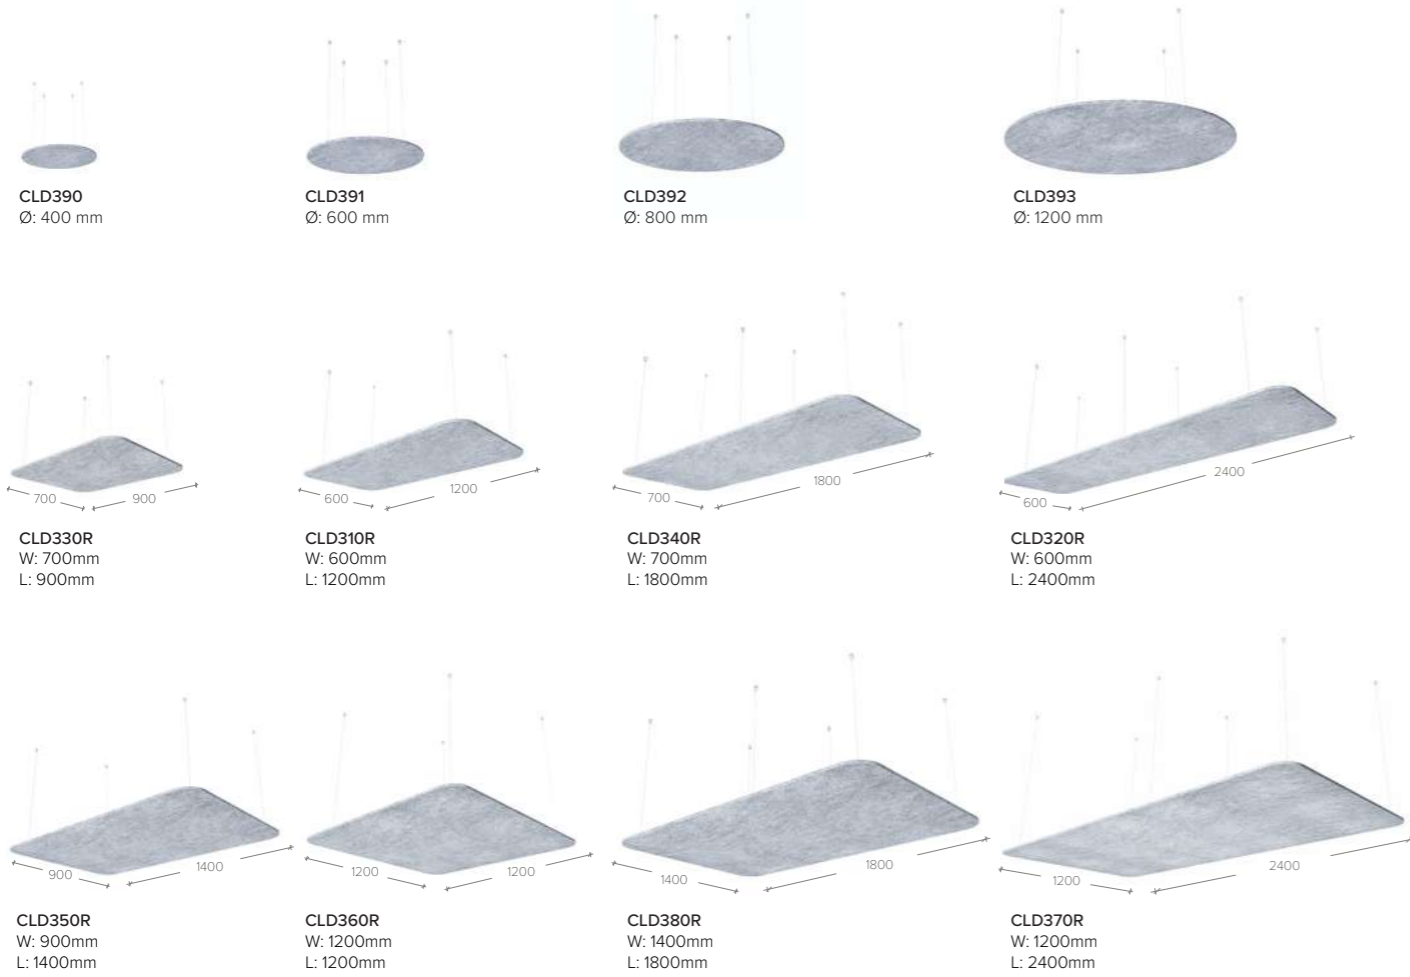 CLD390
Ø: 400 mm
CLD391
Ø: 600 mm
CLD392
Ø: 800 mm
CLD393
Ø: 1200 mm
700
900
600
1200
700
1800
600
2400
CLD330R
W: 700mm
L: 900mm
CLD310R
W: 600mm
L: 1200mm
CLD340R
W: 700mm
L: 1800mm
CLD320R
W: 600mm
L: 2400mm
900
1400
1200
1200
1400
1800
1200
2400
CLD350R
W: 900mm
L: 1400mm
CLD360R
W: 1200mm
L: 1200mm
CLD380R
W: 1400mm
L: 1800mm
CLD370R
W: 1200mm
L: 2400mm